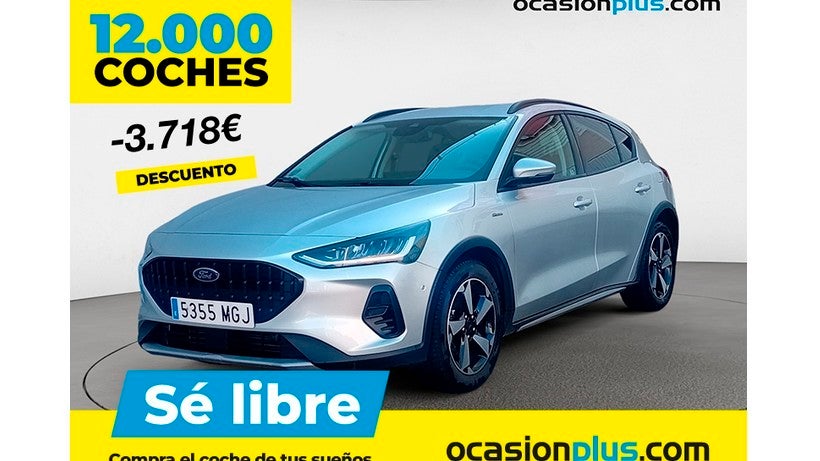 ocasionplus.com
12.000
COCHES
-3.718€
DESCUENTO
Ford
5355 MGJ
Sé libre
Compra el coche de tus sueños
ocasionplus.com